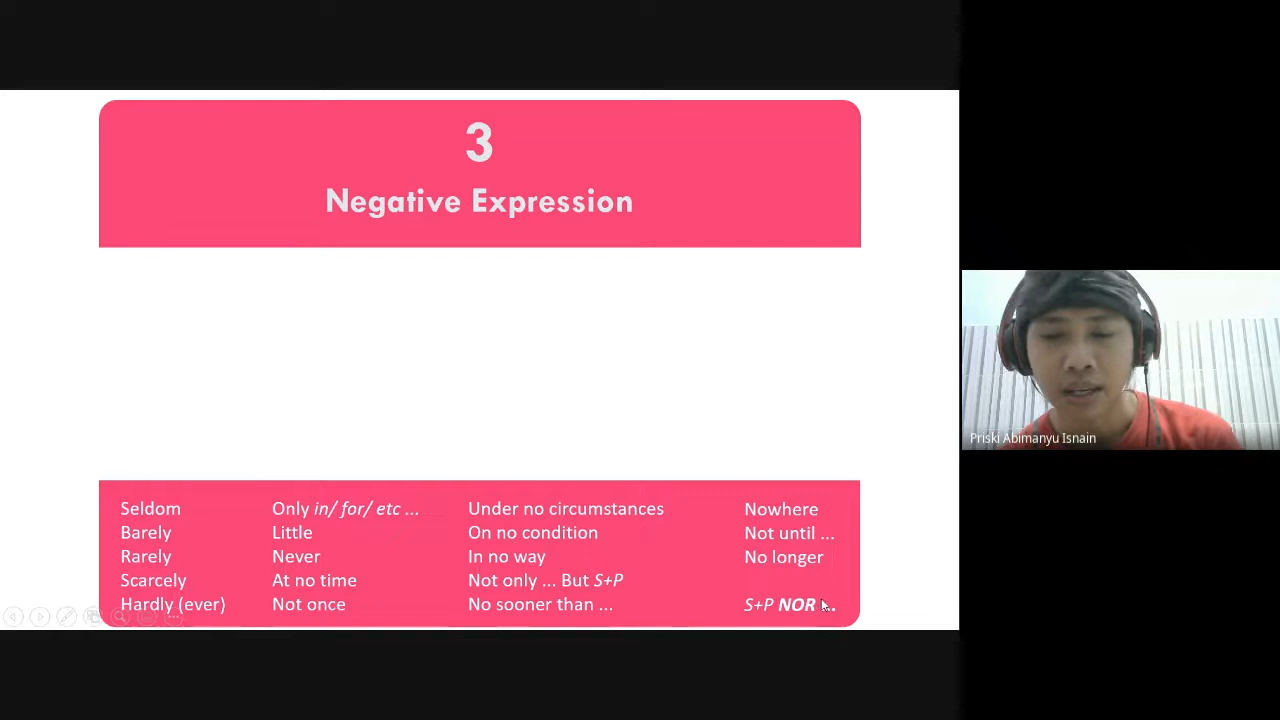 3
Negative Expression
Seldom
Barely
Rarely
Scarcely
Hardly (ever)
Only in/ for/ etc ...
Little
Never
At no time
Not once
Under no circumstances
On no condition
In no way
Not only ... But S+P
No sooner than ...
Nowhere
Not until ...
No longer
S+P NOR ...
Priski Abimanyu Isnain